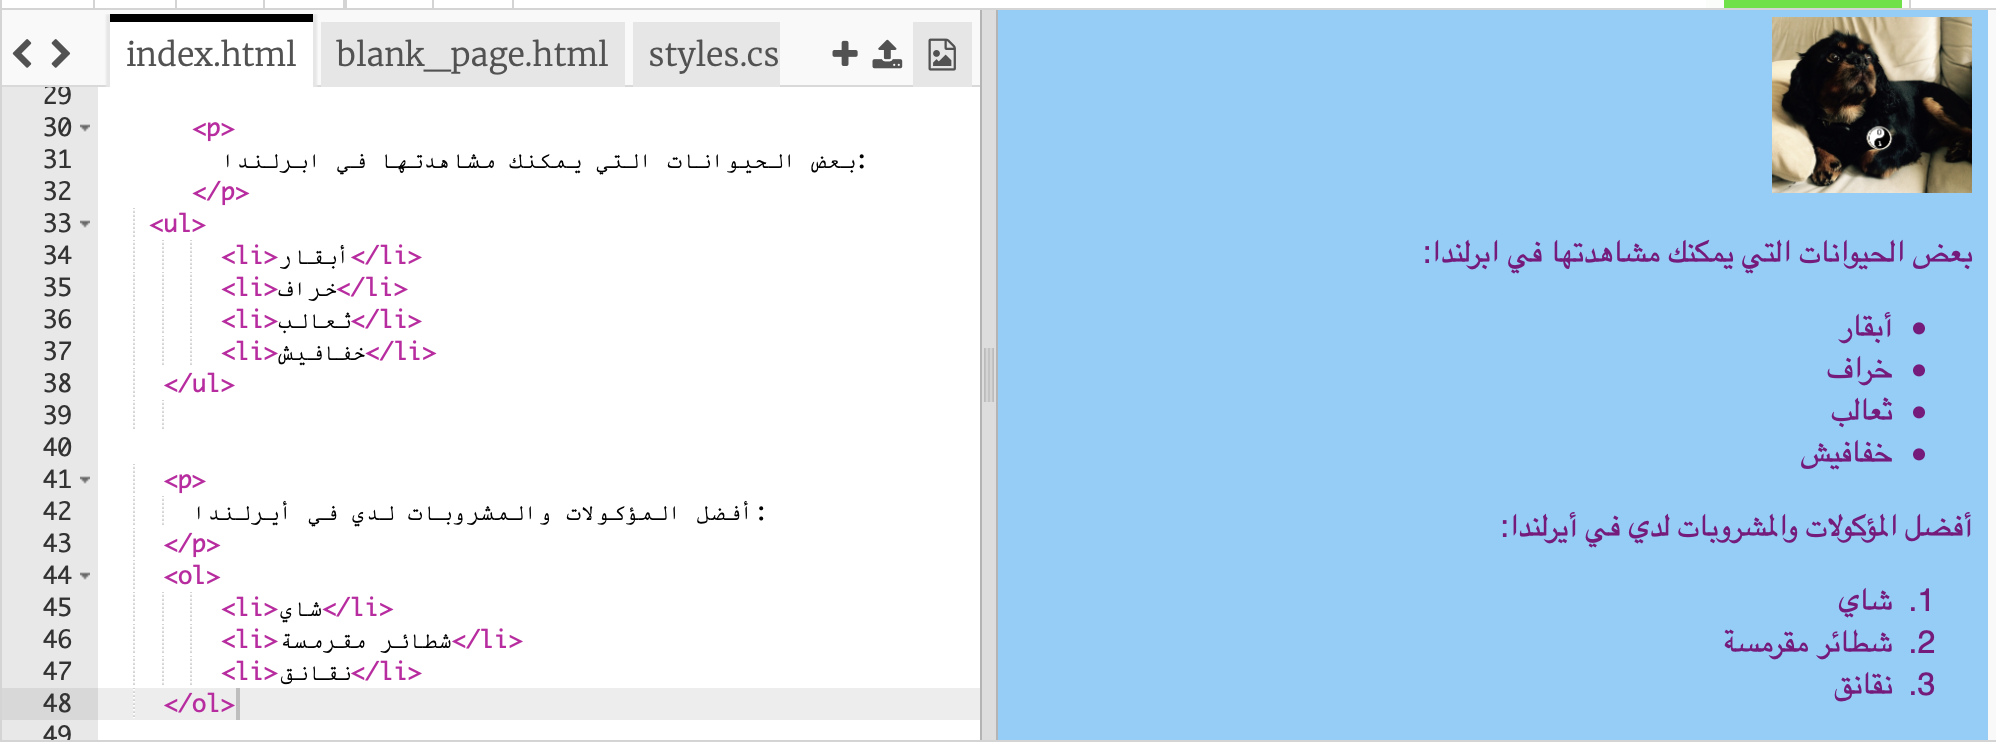 index.html
blank_page.html
styles.cs
29
30
<p>
31
بعض الحيوانات التي يمكنك مشاهدتها في ابرلندا:
32
</p>
33
<ul>
34
<li>أبقار</li>
35
<li>خراف</li>
36
<li>ثعالب</li>
37
<li>خفافيش</li>
38
</ul>
39
40
41
<p>
42
أفضل المؤكولات والمشروبات لدي في أيرلندا:
43
</p>
44
<ol>
45
<li>شاي</li>
46
<li>شطائر مقرمسة</li>
47
<li>نقانق</li>
48
</ol>
49
بعض الحيوانات التي يمكنك مشاهدتها في ابرلندا:
• أبقار
• خراف
• ثعالب
• خفافيش
أفضل المؤكولات والمشروبات لدي في أيرلندا:
1. شاي
2. شطائر مقرمسة
3. نقانق